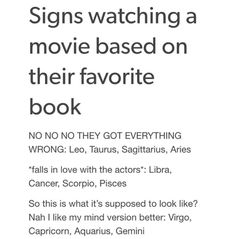 Signs watching a
movie based on
their favorite
book
NO NO NO THEY GOT EVERYTHING
WRONG: Leo, Taurus, Sagittarius, Aries
*falls in love with the actors*: Libra,
Cancer, Scorpio, Pisces
So this is what it’s supposed to look like?
Nah I like my mind version better: Virgo,
Capricorn, Aquarius, Gemini